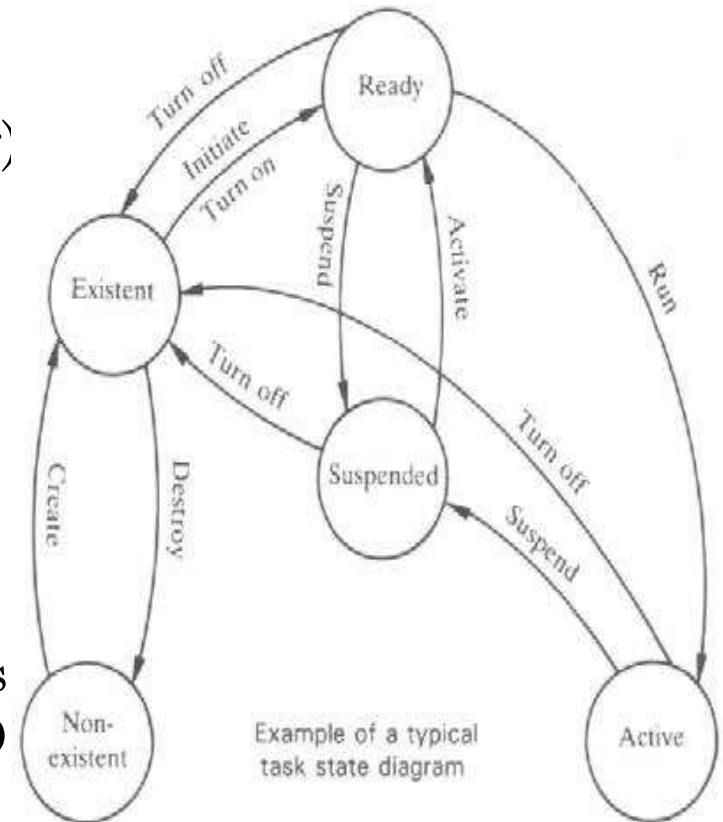 Ready
Turn off
Initiate
Turn on
)
Suspend
Activate
Existent
Run
Turn off
Suspended
Turn off
Create
Destroy
Suspend
s
)
Non-
existent
Example of a typical
task state diagram
Active